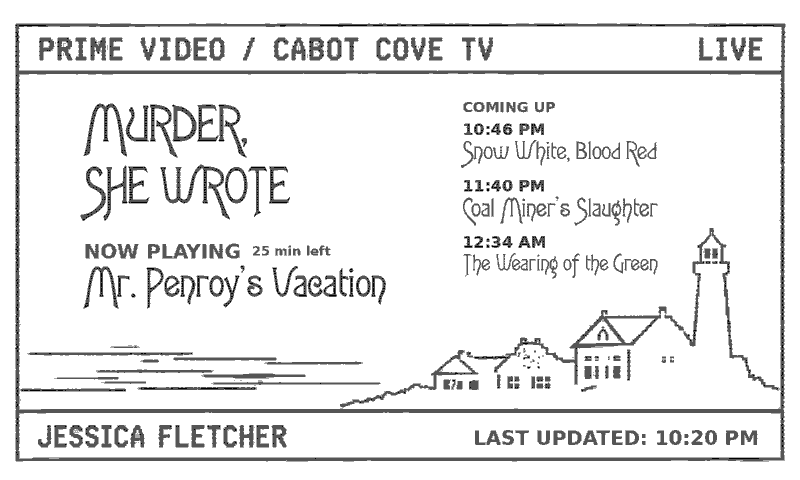 PRIME VIDEO / CABOT COVE TV
LIVE
MURDER,
SHE WROTE
NOW PLAYING 25 min left
Mr. Penroy's Vacation
COMING UP
10:46 PM
Snow White, Blood Red
11:40 PM
Coal Miner's Slaughter
12:34 AM
The Wearing of the Green
JESSICA FLETCHER
LAST UPDATED: 10:20 PM